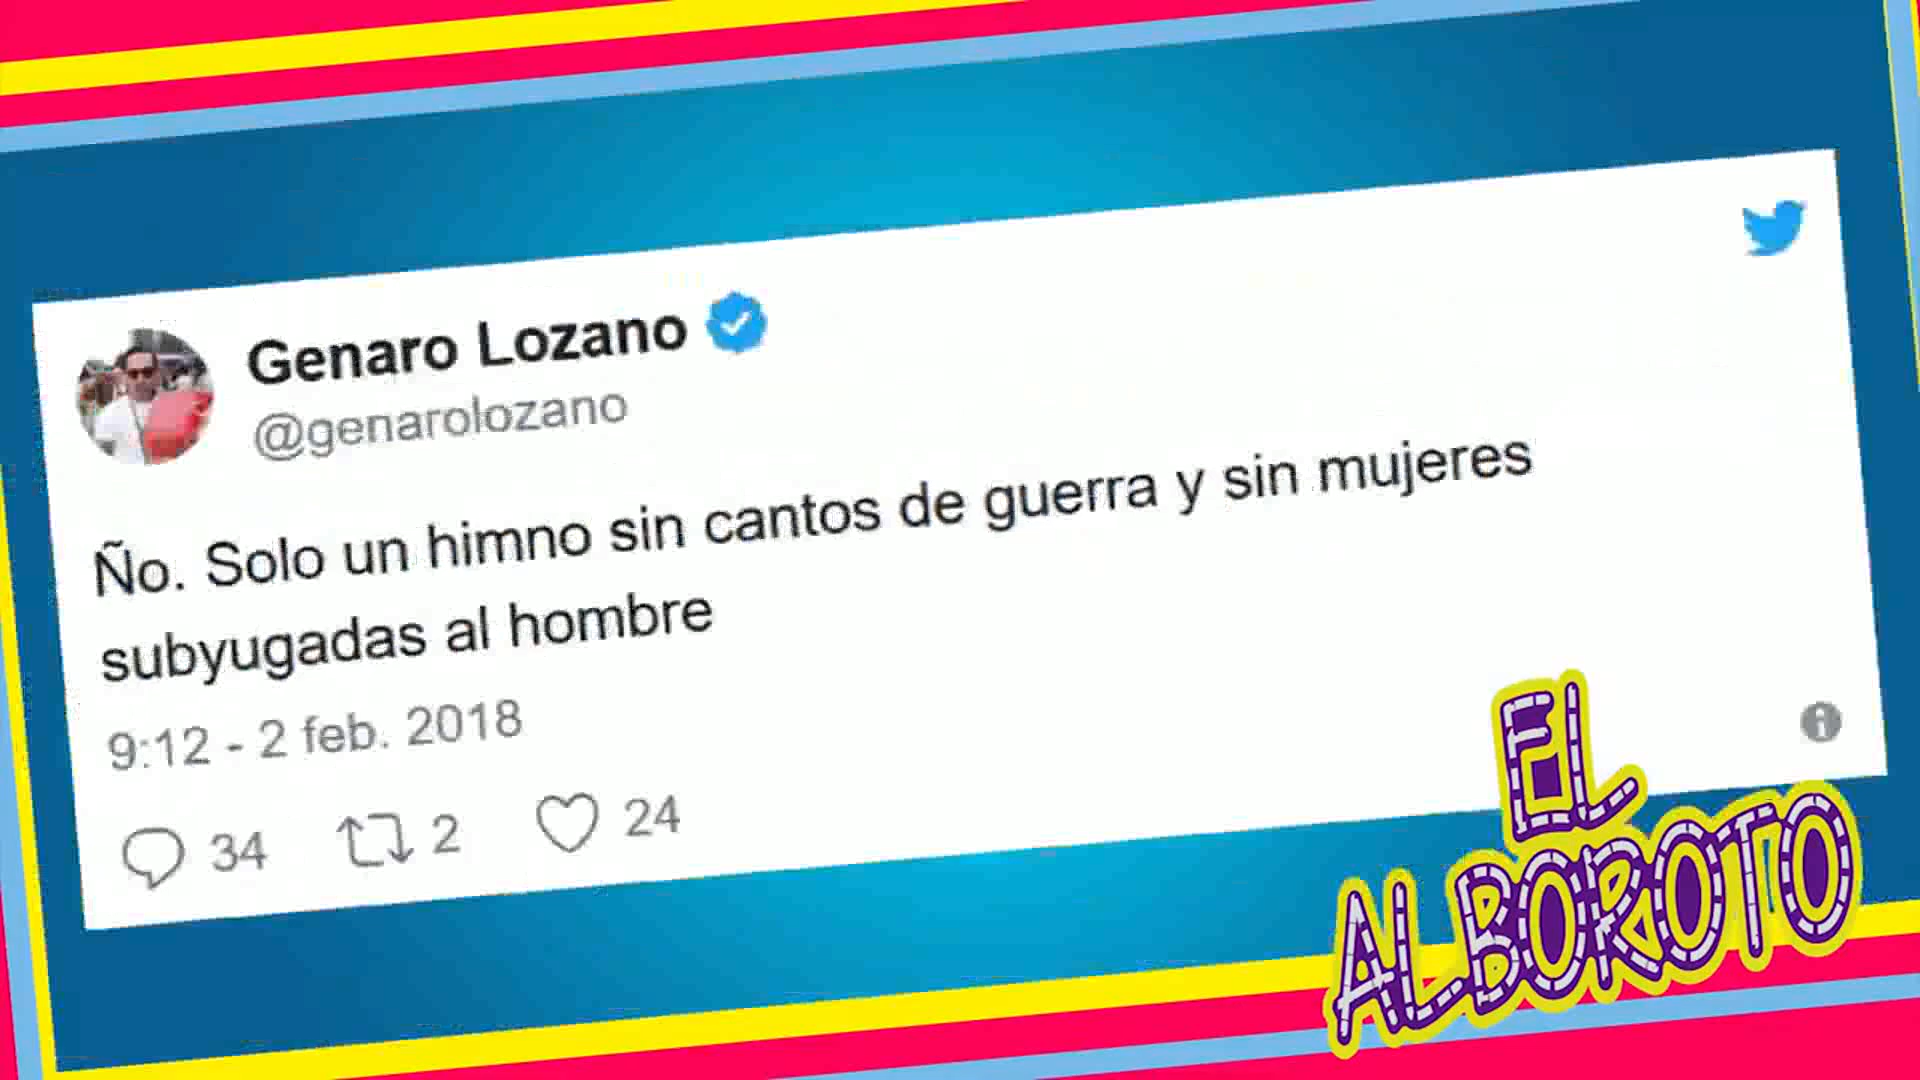 Genaro Lozano
@genarolozano
Ño. Solo un himno sin cantos de guerra y sin mujeres
subyugadas al hombre
9:12 - 2 feb. 2018
34 2 24
EL
ALBOROTO